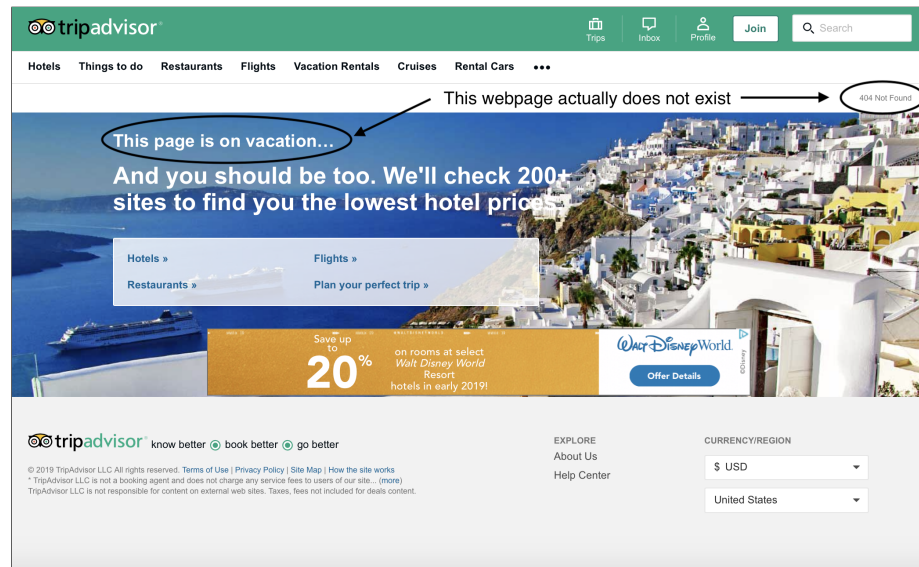 tripadvisor®
Trips
Inbox
Profile
Join
Search
Hotels Things to do Restaurants Flights Vacation Rentals Cruises Rental Cars •••
This webpage actually does not exist
404 Not Found
This page is on vacation…
And you should be too. We'll check 200+
sites to find you the lowest hotel prices.
Hotels » Flights »
Restaurants » Plan your perfect trip »
Save up
to
20%
on rooms at select
Walt Disney World
Resort
hotels in early 2019!
Walt Disney World.
Offer Details
©Disney
tripadvisor® know better book better go better
© 2019 TripAdvisor LLC All rights reserved. Terms of Use | Privacy Policy | Site Map | How the site works
* TripAdvisor LLC is not a booking agent and does not charge any service fees to users of our site... (more)
TripAdvisor LLC is not responsible for content on external web sites. Taxes, fees not included for deals content.
EXPLORE
About Us
Help Center
CURRENCY/REGION
$ USD
United States